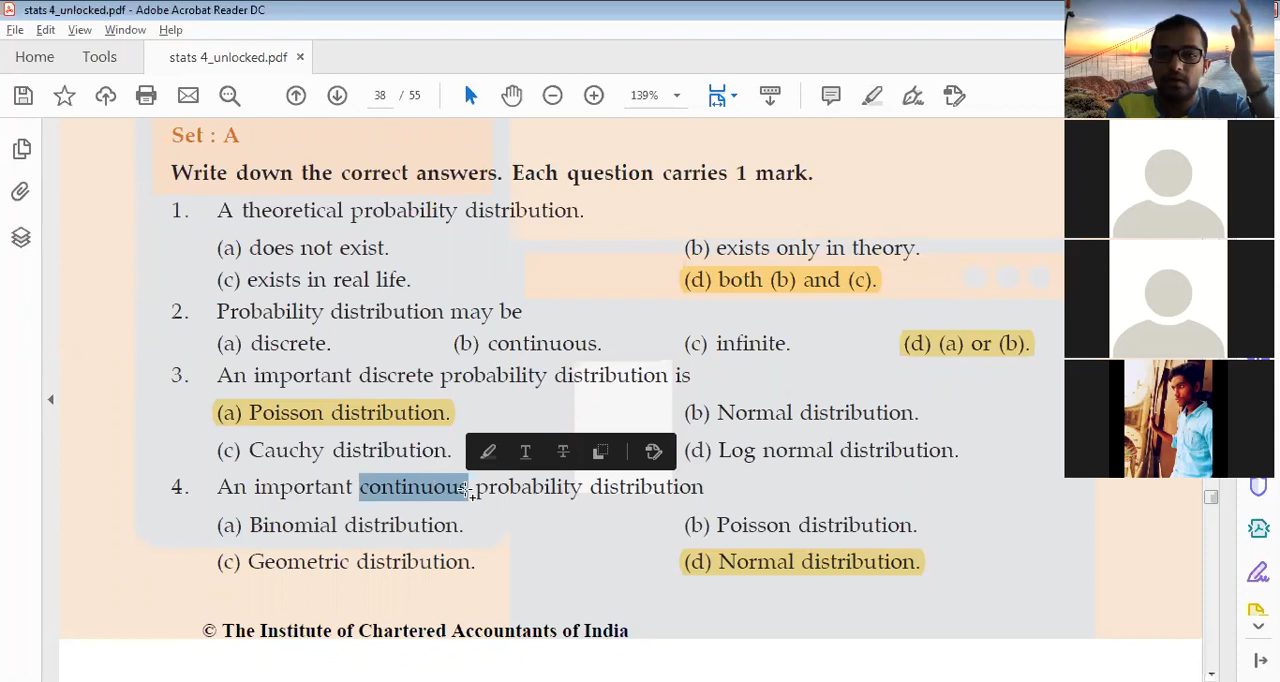 stats 4_unlocked.pdf - Adobe Acrobat Reader DC
File Edit View Window Help
Home Tools stats 4_unlocked.pdf ×
38 / 55 139%
Set : A
Write down the correct answers. Each question carries 1 mark.
1. A theoretical probability distribution.
(a) does not exist. (b) exists only in theory.
(c) exists in real life. (d) both (b) and (c).
2. Probability distribution may be
(a) discrete. (b) continuous. (c) infinite. (d) (a) or (b).
3. An important discrete probability distribution is
(a) Poisson distribution. (b) Normal distribution.
(c) Cauchy distribution. (d) Log normal distribution.
4. An important continuous probability distribution
(a) Binomial distribution. (b) Poisson distribution.
(c) Geometric distribution. (d) Normal distribution.
© The Institute of Chartered Accountants of India